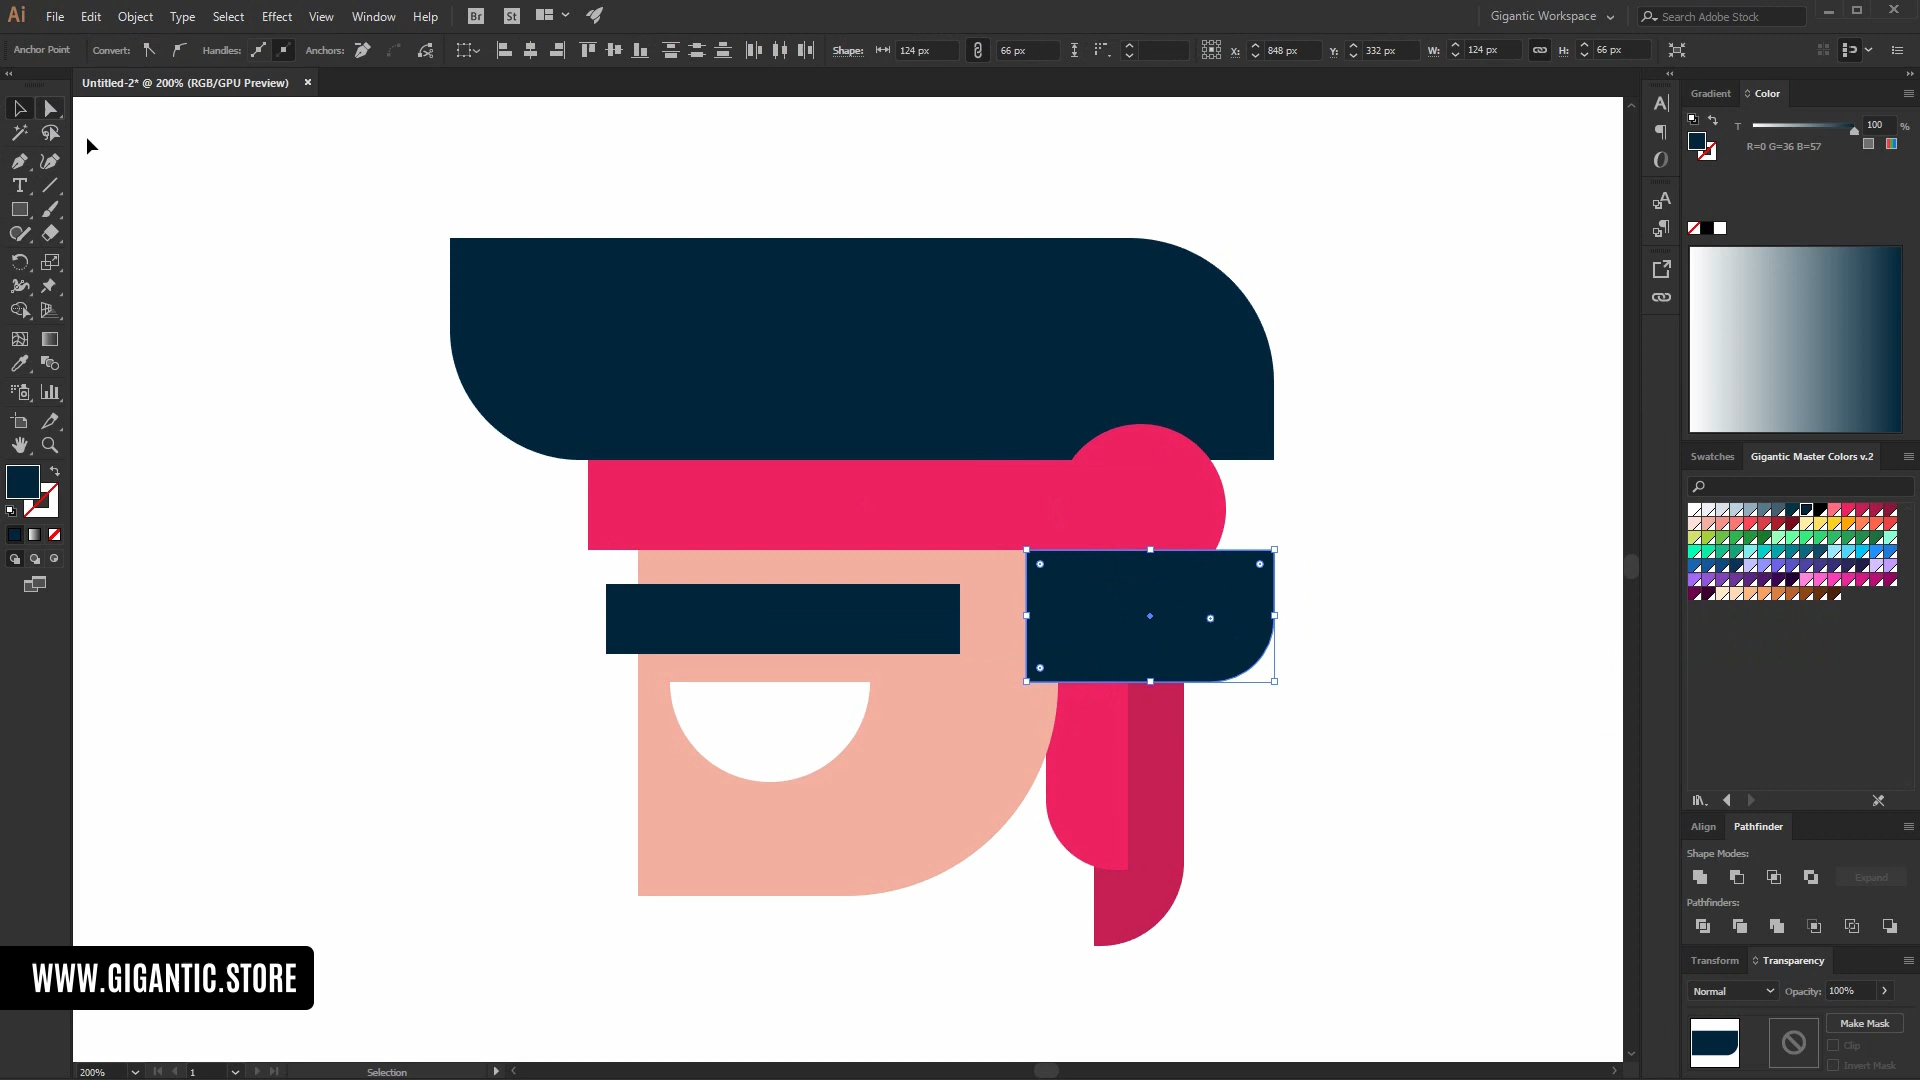 Ai File Edit Object Type Select Effect View Window Help Br St Gigantic Workspace Search Adobe Stock
Anchor Point Convert: Handles: Anchors: Shape: 124 px 66 px X: 848 px Y: 332 px W: 124 px H: 66 px
Untitled-2* @ 200% (RGB/GPU Preview) ×
Gradient Color
T 100 %
R=0 G=36 B=57
Swatches Gigantic Master Colors v.2
Align Pathfinder
Shape Modes:
Expand
Pathfinders:
Transform Transparency
Normal Opacity: 100%
Make Mask
Clip
Invert Mask
WWW.GIGANTIC.STORE
200% 1 Selection